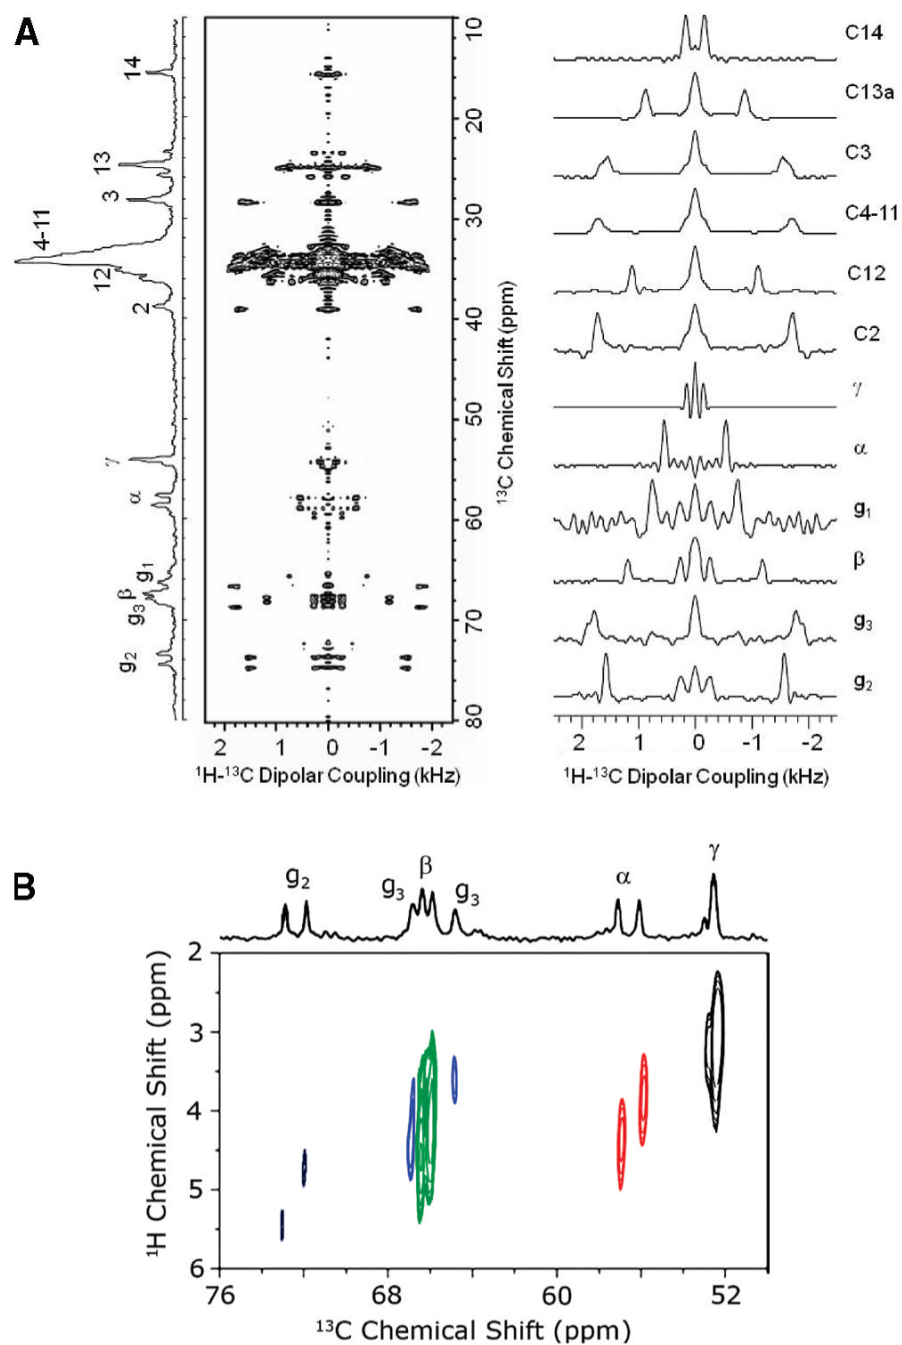 A
14
13
3
4-11
12
2
γ
α
g1
β
g3
g2
10
20
30
40
50
60
70
80
13C Chemical Shift (ppm)
2 1 0 -1 -2
1H-13C Dipolar Coupling (kHz)
C14
C13a
C3
C4-11
C12
C2
γ
α
g1
β
g3
g2
2 1 0 -1 -2
1H-13C Dipolar Coupling (kHz)
B
g2 g3 β g3 α γ
2
3
4
5
6
1H Chemical Shift (ppm)
76 68 60 52
13C Chemical Shift (ppm)